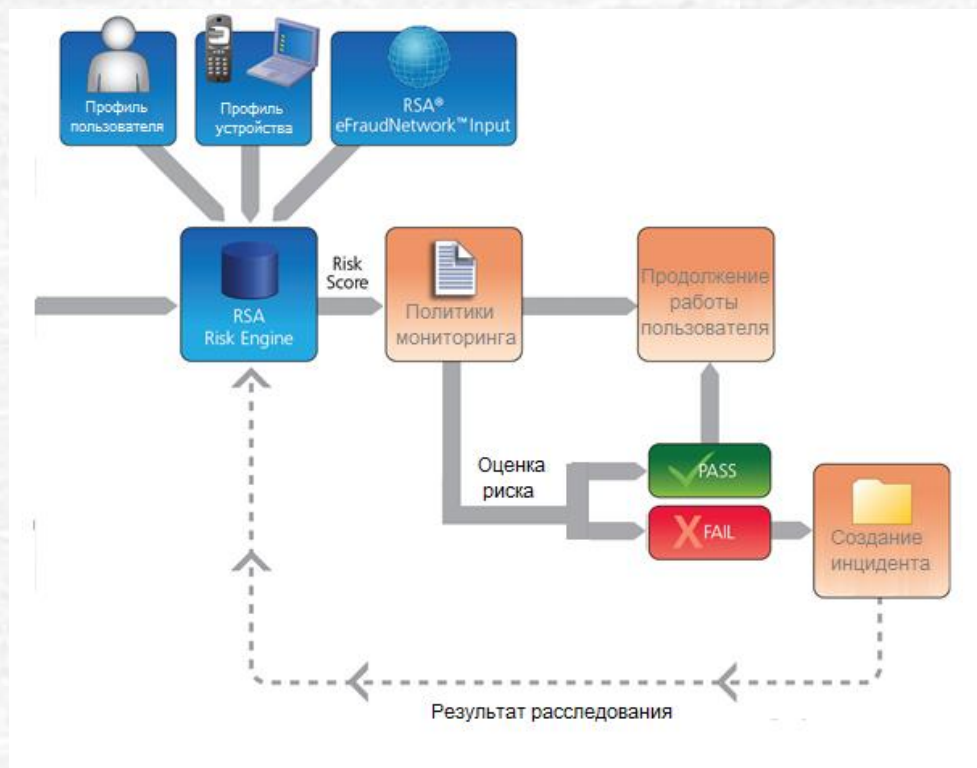 Профиль
пользователя
Профиль
устройства
RSA®
eFraudNetwork™ Input
RSA
Risk Engine
Risk
Score
Политики
мониторинга
Продолжение
работы
пользователя
Оценка
риска
PASS
FAIL
Создание
инцидента
Результат расследования